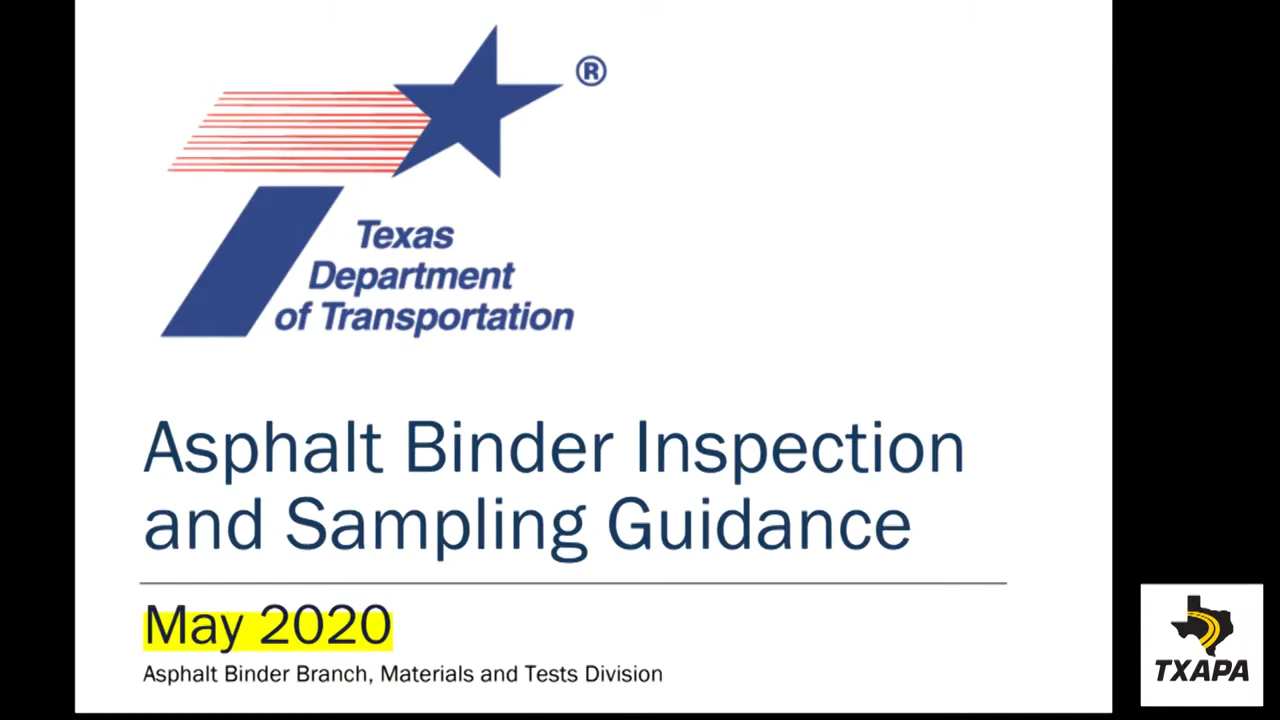 ®
Texas
Department
of Transportation
Asphalt Binder Inspection
and Sampling Guidance
May 2020
Asphalt Binder Branch, Materials and Tests Division
TXAPA